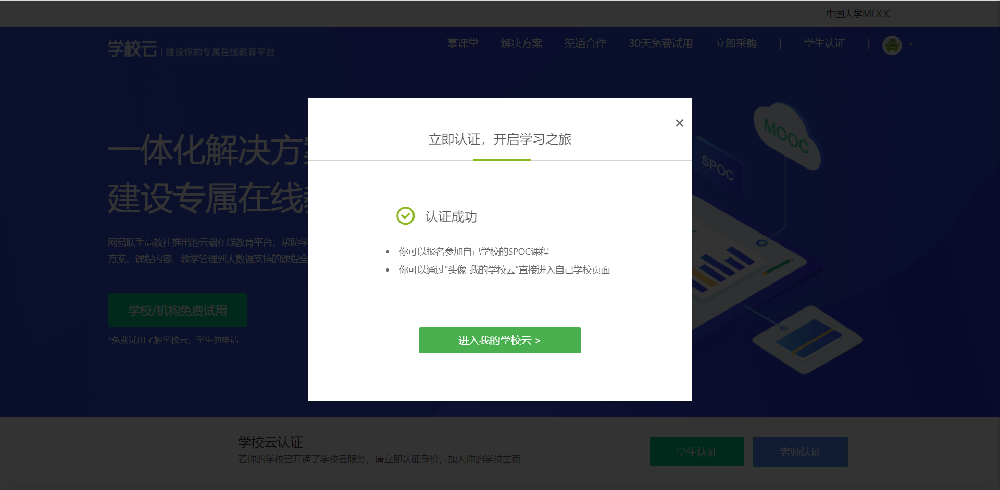 中国大学MOOC
学校云 | 建设你的专属在线教育平台
慕课堂 解决方案 渠道合作 30天免费试用 立即采购 | 学生认证 |
立即认证，开启学习之旅
一体化解决方
建设专属在线
MOOC
SPOC
认证成功
网易联手高教社推出的云端在线教育平台，帮助学
方案、课程内容、教学管理到大数据支持的课程全
你可以报名参加自己学校的SPOC课程
你可以通过“头像-我的学校云”直接进入自己学校页面
学校/机构免费试用
*免费试用了解学校云，学生勿申请
进入我的学校云 >
学校云认证
若你的学校已开通了学校云服务，请立即认证身份，加入你的学校主页
学生认证
老师认证